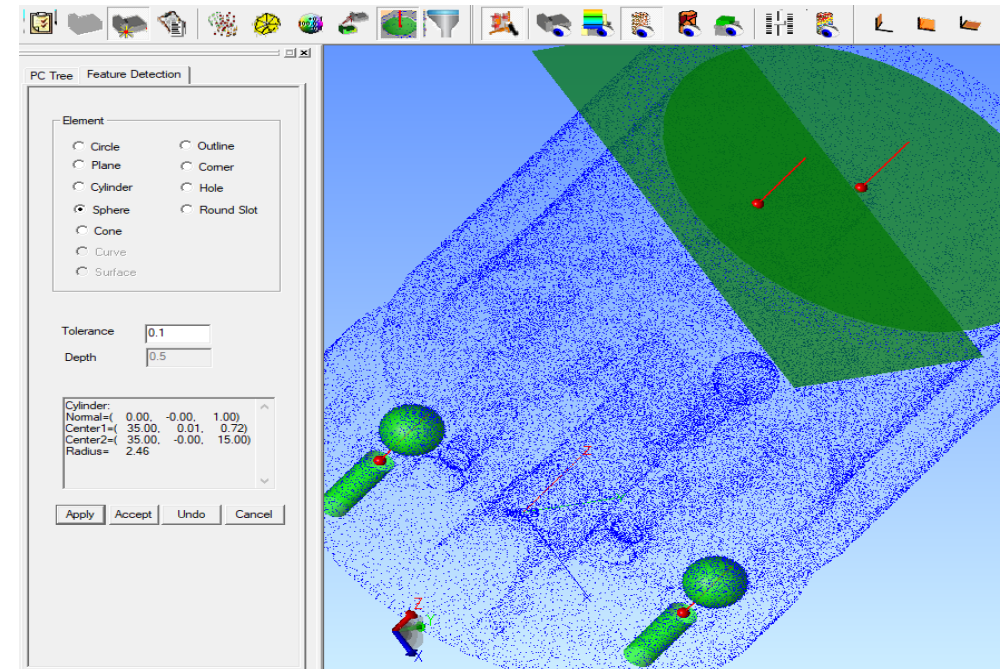 PC Tree Feature Detection
Element
Circle Outline
Plane Corner
Cylinder Hole
Sphere Round Slot
Cone
Curve
Surface
Tolerance 0.1
Depth 0.5
Cylinder:
Normal=( 0.00, -0.00, 1.00)
Center1=( 35.00, 0.01, 0.72)
Center2=( 35.00, -0.00, 15.00)
Radius= 2.46
Apply Accept Undo Cancel
Z
Z
Y
X